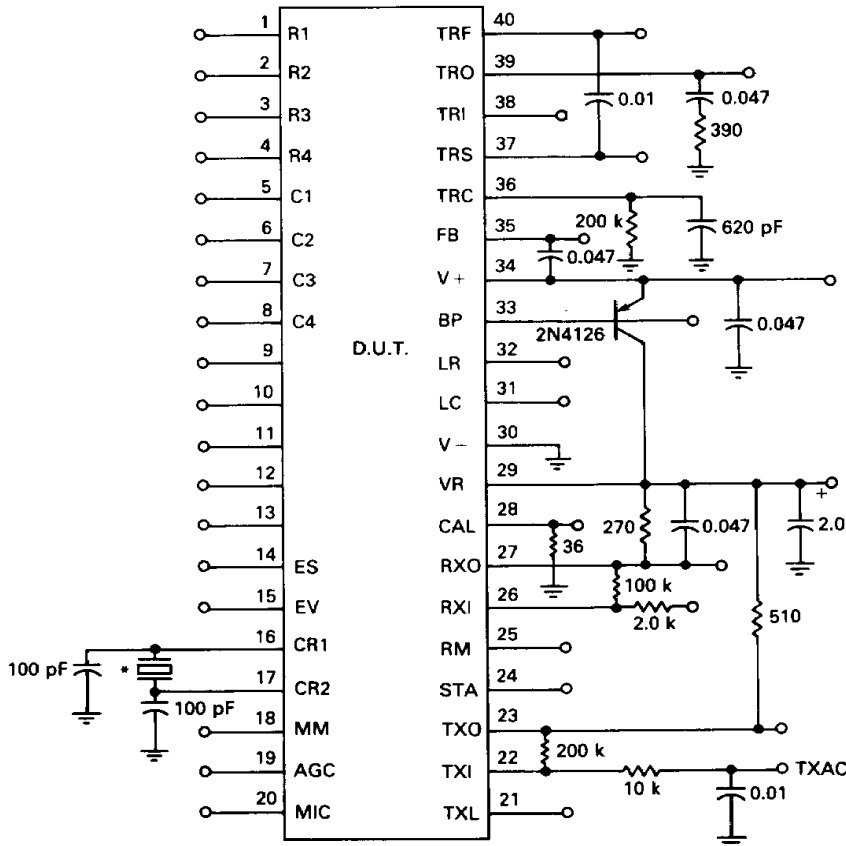 1 R1 TRF 40
2 R2 TRO 39
0.01 0.047
3 R3 TRI 38
390
4 R4 TRS 37
5 C1 TRC 36
200 k 620 pF
6 C2 FB 35
0.047
7 C3 V+ 34
8 C4 BP 33
2N4126 0.047
D.U.T.
9 LR 32
10 LC 31
11 V− 30
12 VR 29
+
13 CAL 28
36 270 0.047 2.0
14 ES RXO 27
100 k
15 EV RXI 26
2.0 k 510
16 CR1 RM 25
100 pF *
17 CR2 STA 24
100 pF
18 MM TXO 23
200 k
19 AGC TXI 22 TXAC
10 k 0.01
20 MIC TXL 21